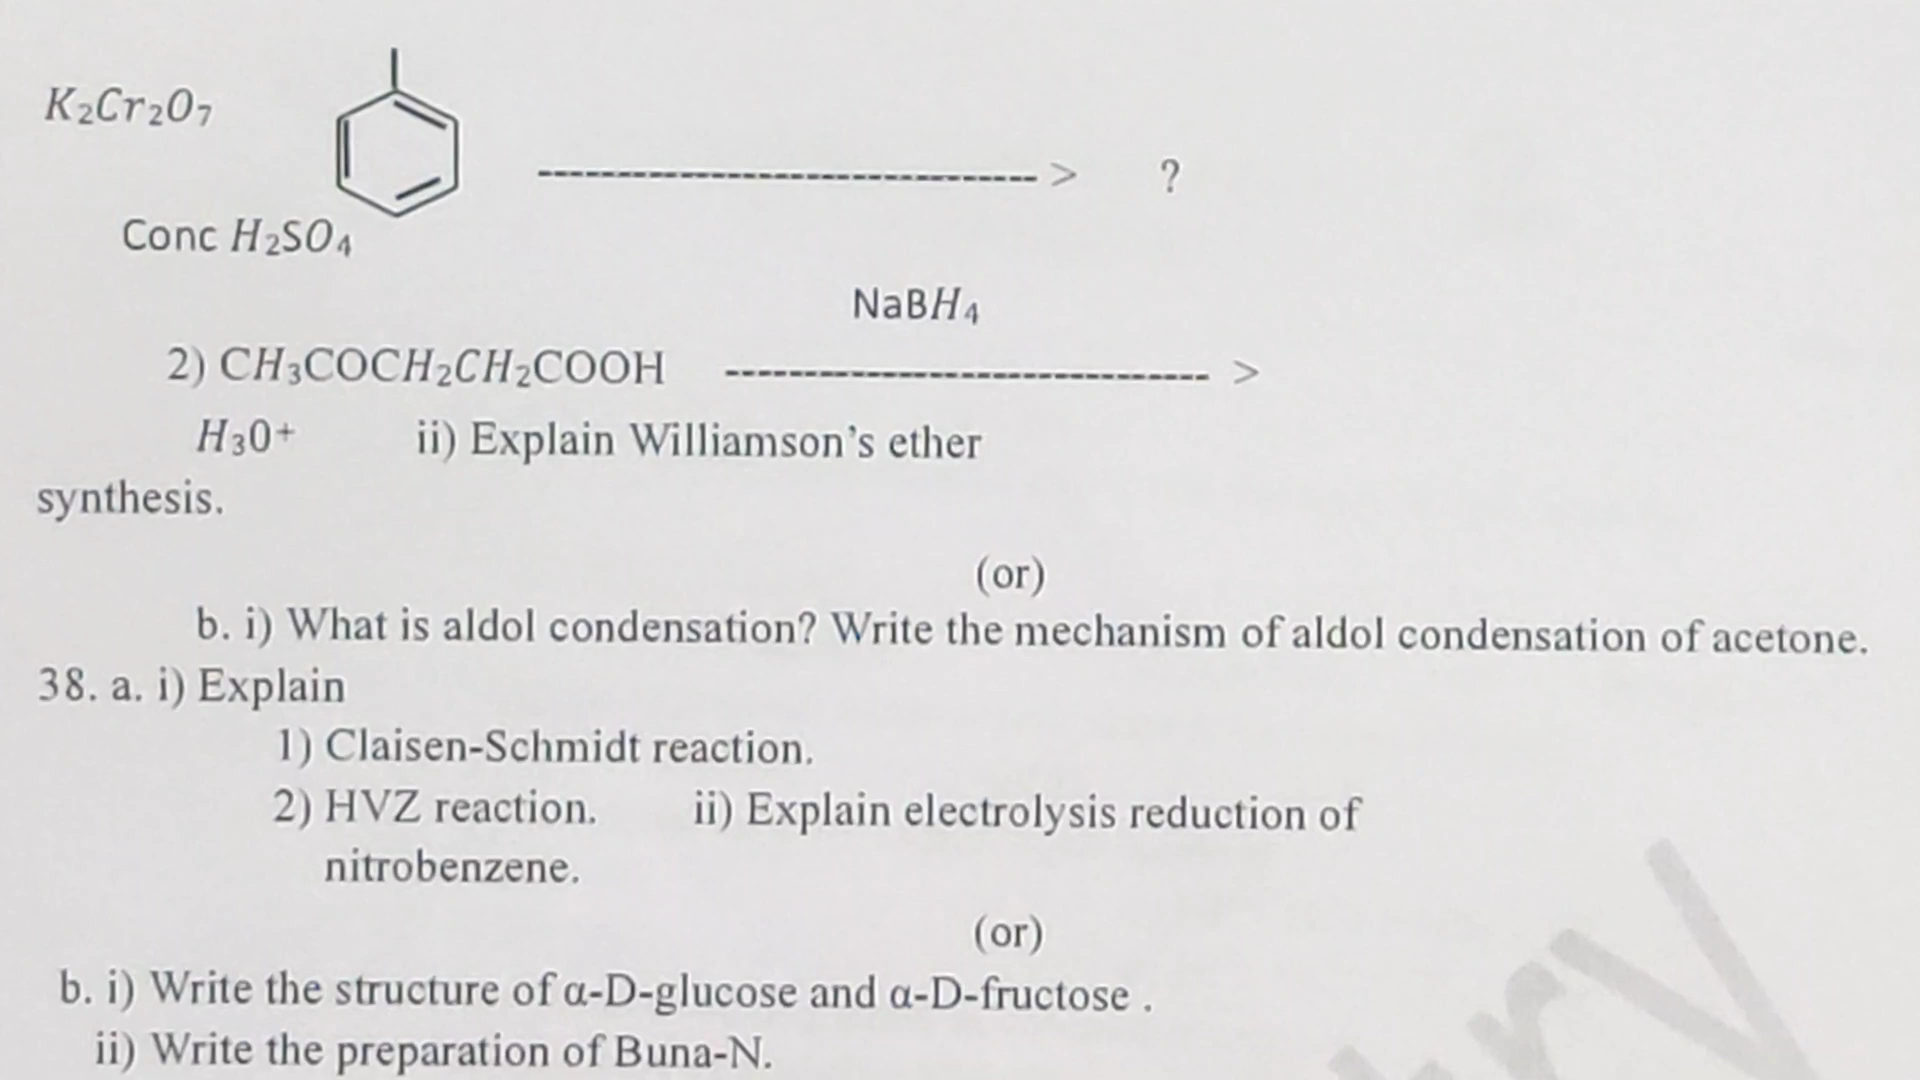 K₂Cr₂O₇
-----------------------------------> ?
Conc H₂SO₄
NaBH₄
2) CH₃COCH₂CH₂COOH ----------------------------------->
H₃0⁺ ii) Explain Williamson's ether
synthesis.
(or)
b. i) What is aldol condensation? Write the mechanism of aldol condensation of acetone.
38. a. i) Explain
1) Claisen-Schmidt reaction.
2) HVZ reaction. ii) Explain electrolysis reduction of
nitrobenzene.
(or)
b. i) Write the structure of α-D-glucose and α-D-fructose .
ii) Write the preparation of Buna-N.